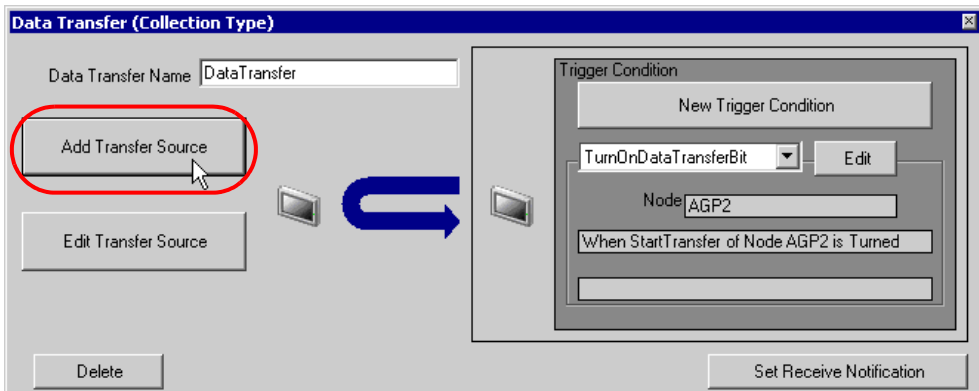 Data Transfer (Collection Type)
Data Transfer Name DataTransfer
Add Transfer Source
Edit Transfer Source
Trigger Condition
New Trigger Condition
TurnOnDataTransferBit Edit
Node AGP2
When StartTransfer of Node AGP2 is Turned
Delete
Set Receive Notification